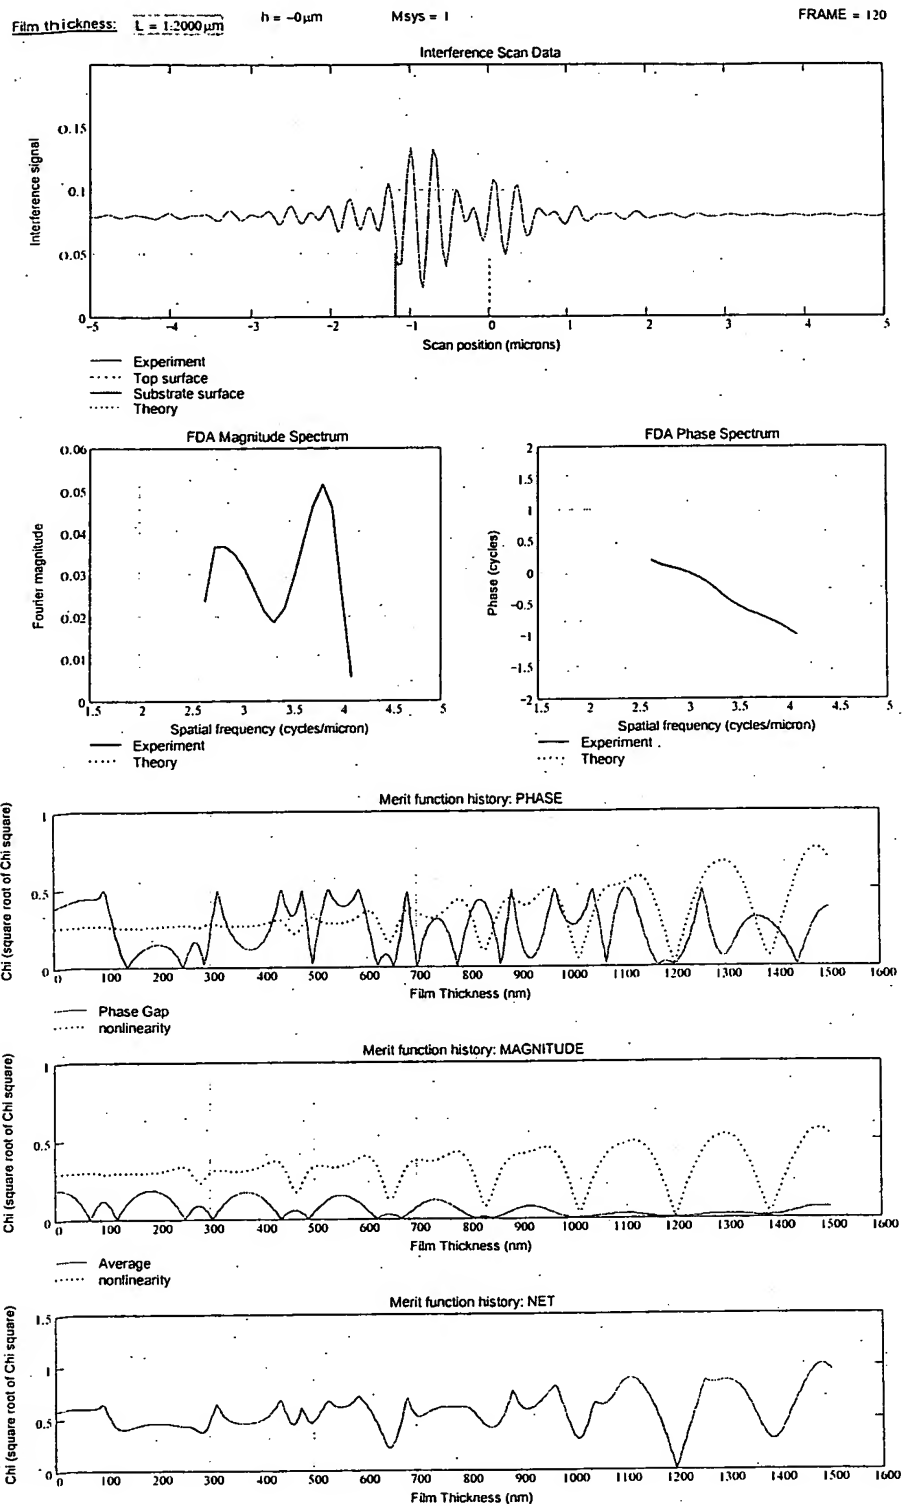 Film thickness: L = 1.2000 µm h = −0µm Msys = 1 FRAME = 120
Interference Scan Data
Interference signal
0.15
0.1
0.05
0
−5 −4 −3 −2 −1 0 1 2 3 4 5
Scan position (microns)
Experiment
Top surface
Substrate surface
Theory
FDA Magnitude Spectrum
Fourier magnitude
0.06
0.05
0.04
0.03
0.02
0.01
0
1.5 2 2.5 3 3.5 4 4.5 5
Spatial frequency (cycles/micron)
Experiment
Theory
FDA Phase Spectrum
Phase (cycles)
2
1.5
1
0.5
0
−0.5
−1
−1.5
−2
1.5 2 2.5 3 3.5 4 4.5 5
Spatial frequency (cycles/micron)
Experiment
Theory
Merit function history: PHASE
Chi (square root of Chi square)
1
0.5
0
0 100 200 300 400 500 600 700 800 900 1000 1100 1200 1300 1400 1500 1600
Film Thickness (nm)
Phase Gap
nonlinearity
Merit function history: MAGNITUDE
Chi (square root of Chi square)
1
0.5
0
0 100 200 300 400 500 600 700 800 900 1000 1100 1200 1300 1400 1500 1600
Film Thickness (nm)
Average
nonlinearity
Merit function history: NET
Chi (square root of Chi square)
1.5
1
0.5
0
0 100 200 300 400 500 600 700 800 900 1000 1100 1200 1300 1400 1500 1600
Film Thickness (nm)